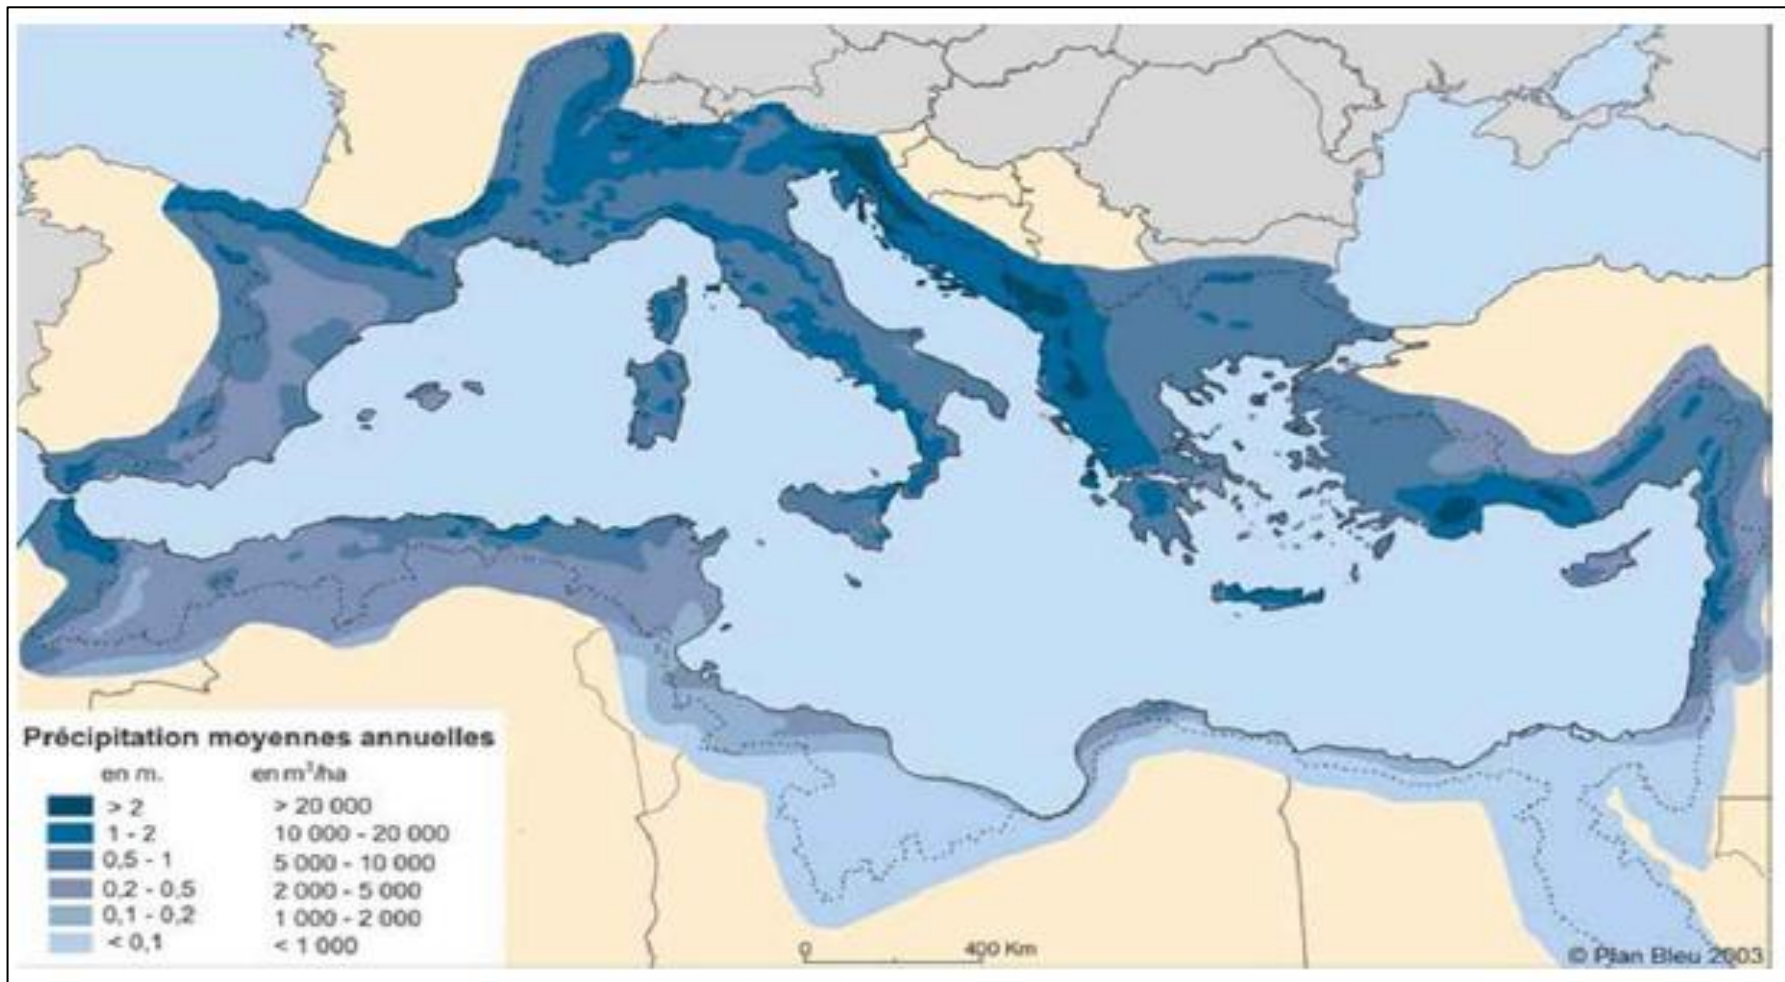 Précipitation moyennes annuelles
en m. en m³/ha
> 2 > 20 000
1 - 2 10 000 - 20 000
0,5 - 1 5 000 - 10 000
0,2 - 0,5 2 000 - 5 000
0,1 - 0,2 1 000 - 2 000
< 0,1 < 1 000
0 400 Km
© Plan Bleu 2003